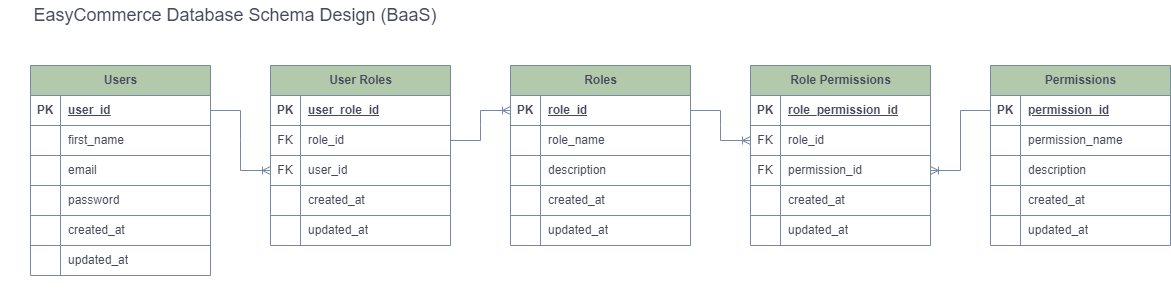 EasyCommerce Database Schema Design (BaaS)
Users
PK user_id
first_name
email
password
created_at
updated_at
User Roles
PK user_role_id
FK role_id
FK user_id
created_at
updated_at
Roles
PK role_id
role_name
description
created_at
updated_at
Role Permissions
PK role_permission_id
FK role_id
FK permission_id
created_at
updated_at
Permissions
PK permission_id
permission_name
description
created_at
updated_at